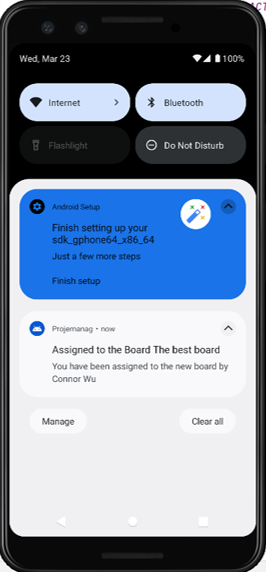 Wed, Mar 23
100%
Internet
Bluetooth
Flashlight
Do Not Disturb
Android Setup
Finish setting up your
sdk_gphone64_x86_64
Just a few more steps
Finish setup
Projemanag • now
Assigned to the Board The best board
You have been assigned to the new board by
Connor Wu
Manage
Clear all